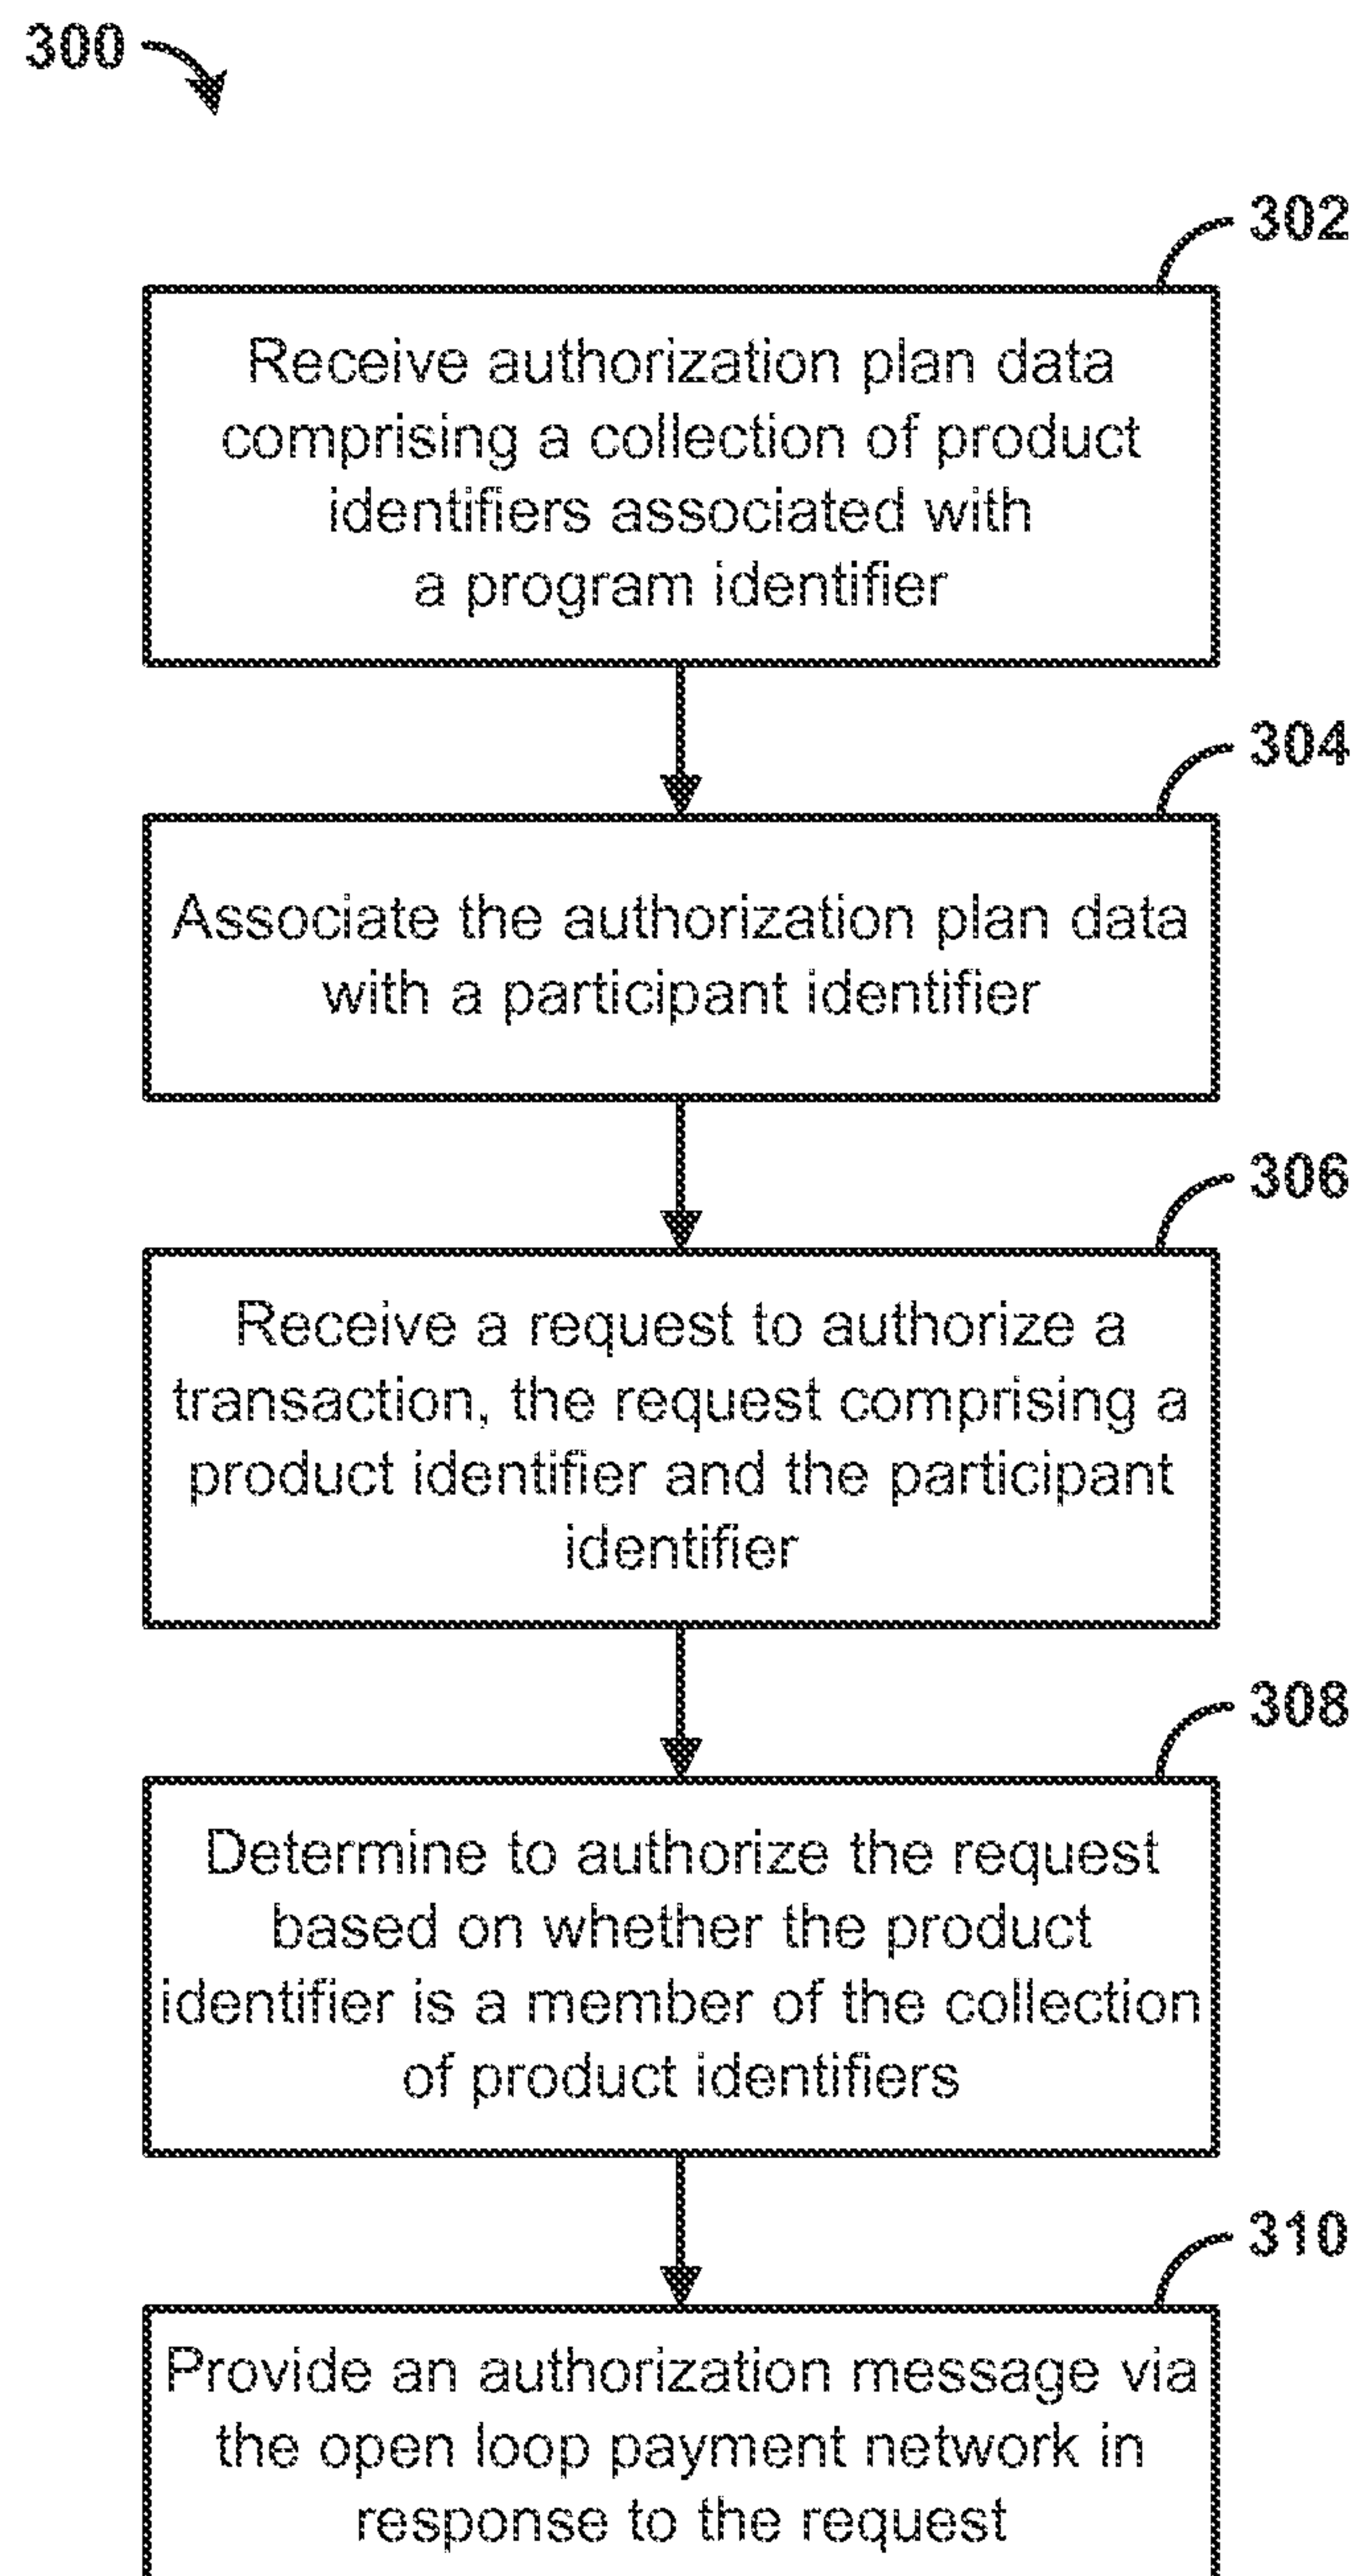 300
302
Receive authorization plan data
comprising a collection of product
identifiers associated with
a program identifier
304
Associate the authorization plan data
with a participant identifier
306
Receive a request to authorize a
transaction, the request comprising a
product identifier and the participant
identifier
308
Determine to authorize the request
based on whether the product
identifier is a member of the collection
of product identifiers
310
Provide an authorization message via
the open loop payment network in
response to the request